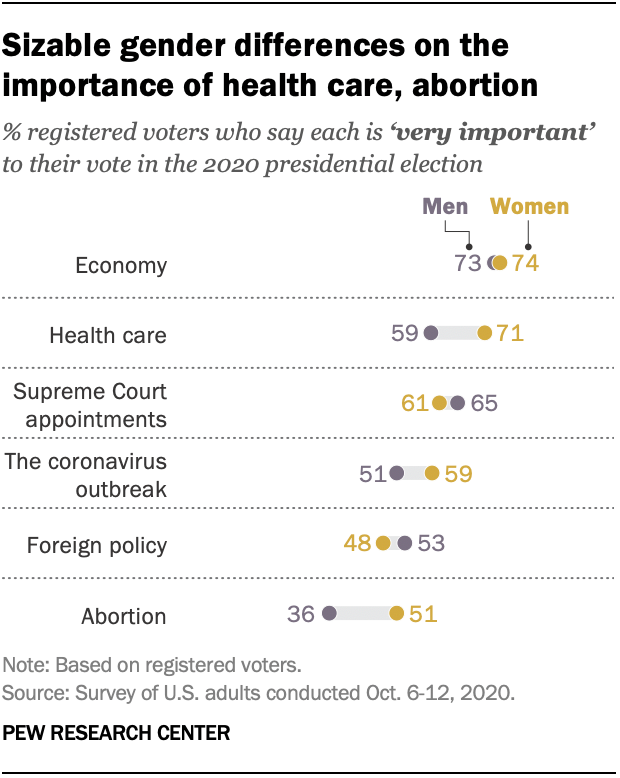 Sizable gender differences on the
importance of health care, abortion
% registered voters who say each is ‘very important’
to their vote in the 2020 presidential election
Men Women
Economy 73 74
Health care 59 71
Supreme Court
appointments 61 65
The coronavirus
outbreak 51 59
Foreign policy 48 53
Abortion 36 51
Note: Based on registered voters.
Source: Survey of U.S. adults conducted Oct. 6-12, 2020.
PEW RESEARCH CENTER